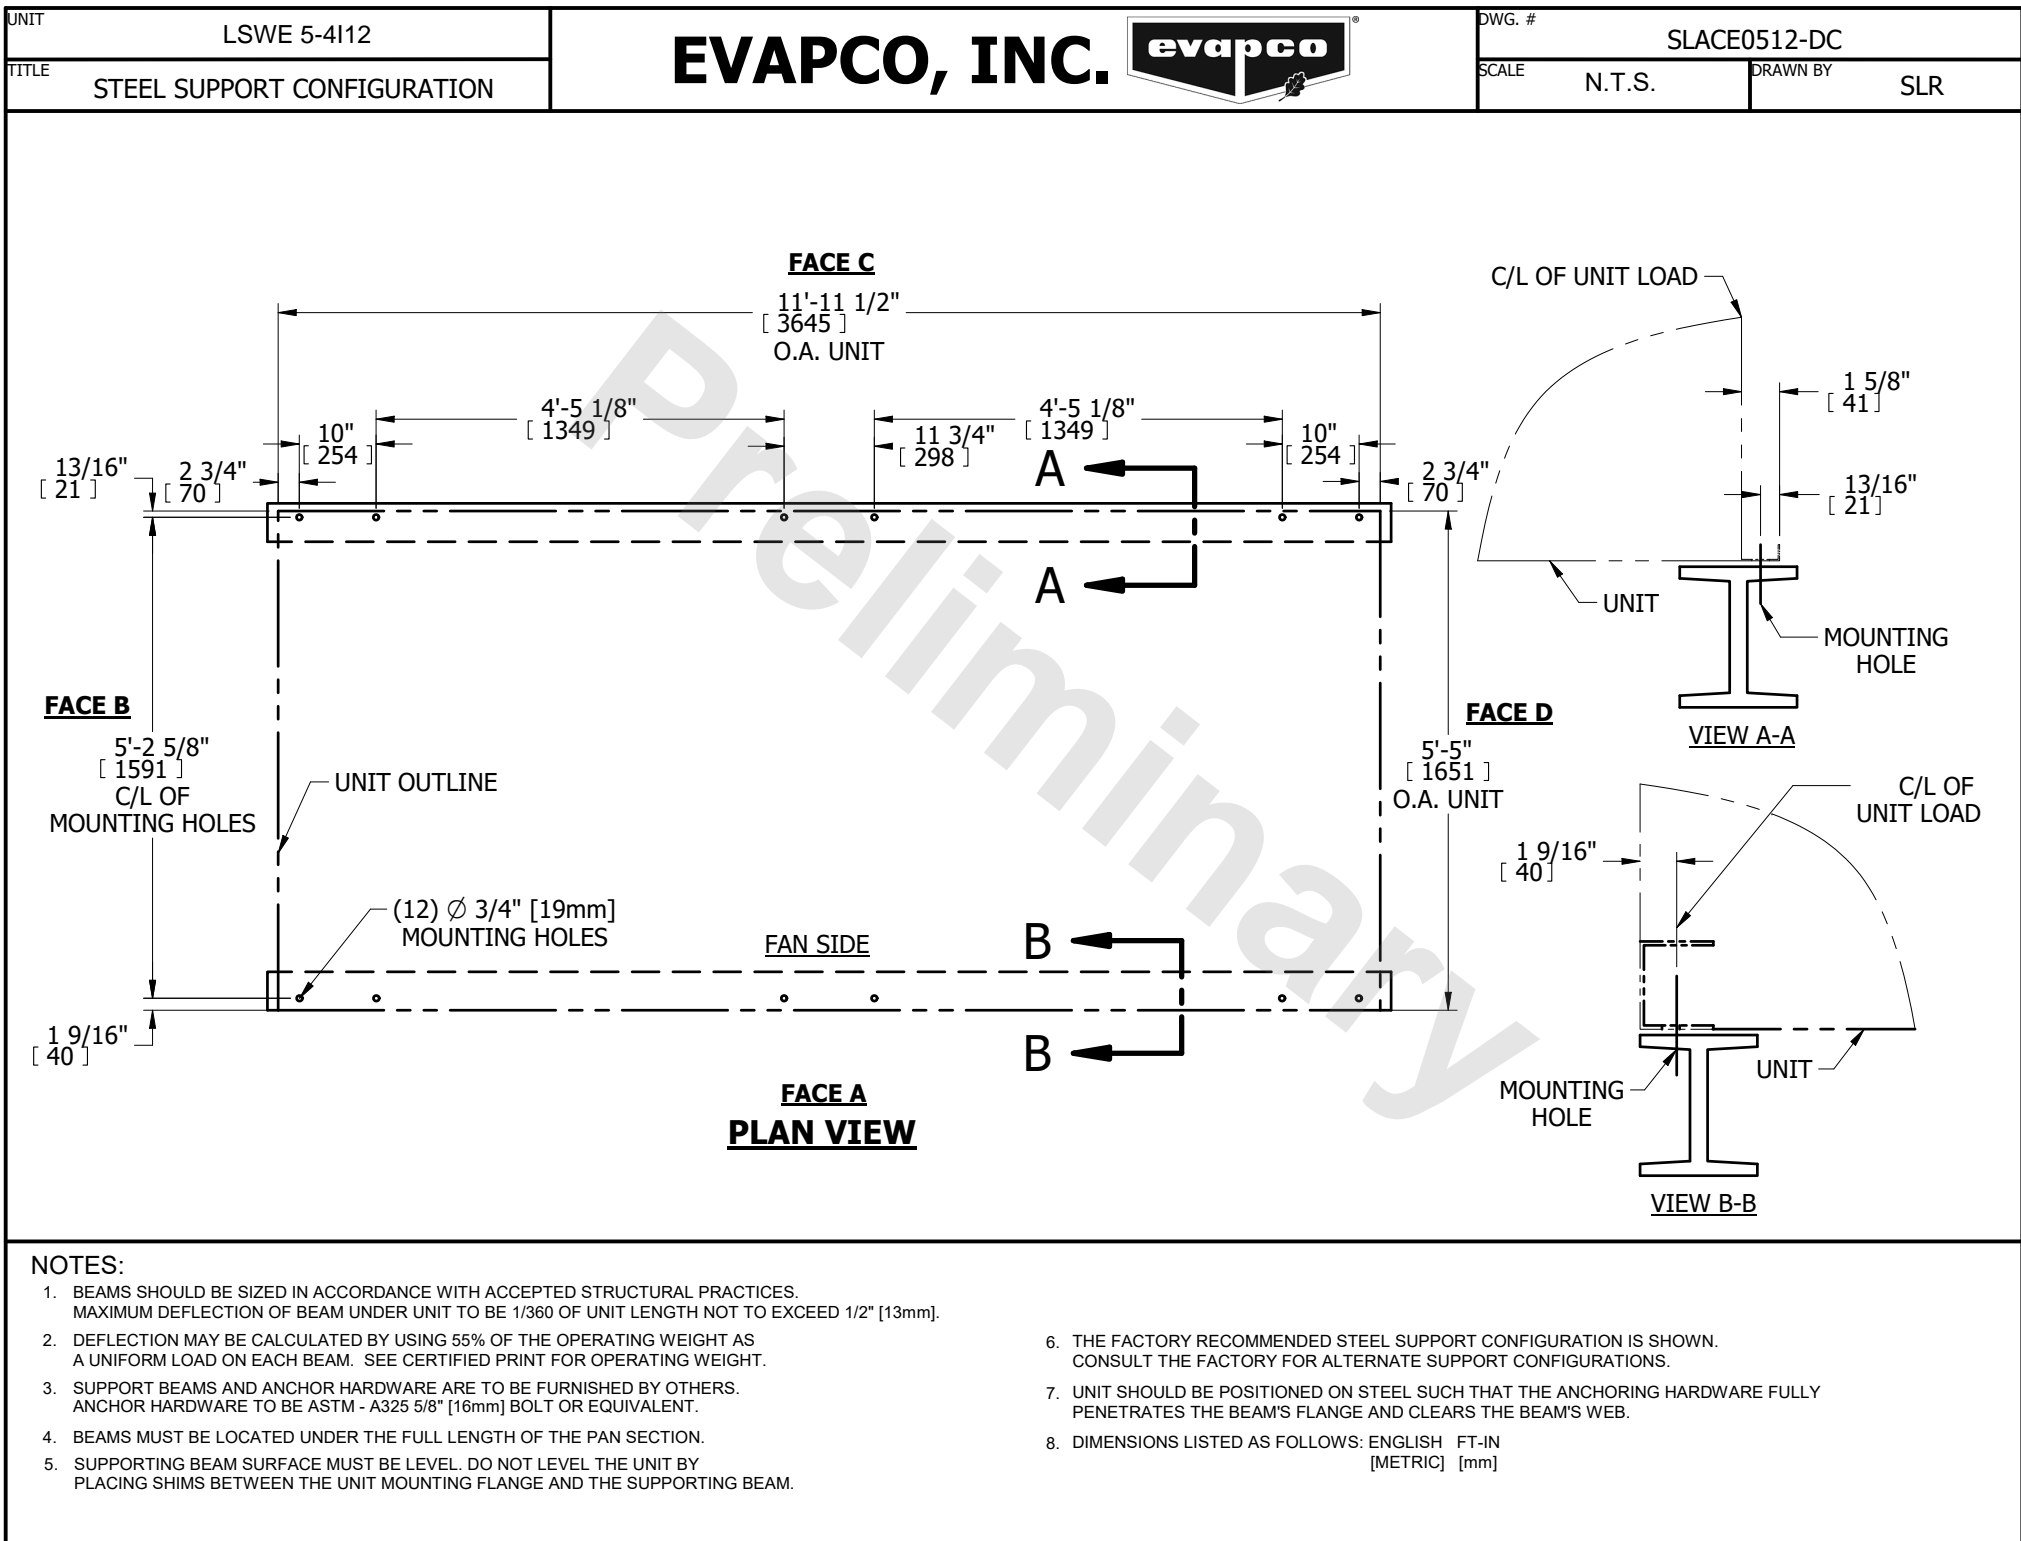 UNIT
LSWE 5-4I12
TITLE
STEEL SUPPORT CONFIGURATION
EVAPCO, INC.
evapco
®
DWG. #
SLACE0512-DC
SCALE
N.T.S.
DRAWN BY
SLR
FACE C
11'-11 1/2"
[ 3645 ]
O.A. UNIT
4'-5 1/8"
[ 1349 ]
4'-5 1/8"
[ 1349 ]
10"
[ 254 ]
11 3/4"
[ 298 ]
10"
[ 254 ]
13/16"
[ 21 ]
2 3/4"
[ 70 ]
2 3/4"
[ 70 ]
A
A
FACE B
5'-2 5/8"
[ 1591 ]
C/L OF
MOUNTING HOLES
UNIT OUTLINE
FACE D
5'-5"
[ 1651 ]
O.A. UNIT
(12) Ø 3/4" [19mm]
MOUNTING HOLES
FAN SIDE
B
B
1 9/16"
[ 40 ]
FACE A
PLAN VIEW
Preliminary
C/L OF UNIT LOAD
1 5/8"
[ 41 ]
13/16"
[ 21 ]
UNIT
MOUNTING
HOLE
VIEW A-A
C/L OF
UNIT LOAD
1 9/16"
[ 40 ]
UNIT
MOUNTING
HOLE
VIEW B-B
NOTES:
1. BEAMS SHOULD BE SIZED IN ACCORDANCE WITH ACCEPTED STRUCTURAL PRACTICES.
MAXIMUM DEFLECTION OF BEAM UNDER UNIT TO BE 1/360 OF UNIT LENGTH NOT TO EXCEED 1/2" [13mm].
2. DEFLECTION MAY BE CALCULATED BY USING 55% OF THE OPERATING WEIGHT AS
A UNIFORM LOAD ON EACH BEAM. SEE CERTIFIED PRINT FOR OPERATING WEIGHT.
3. SUPPORT BEAMS AND ANCHOR HARDWARE ARE TO BE FURNISHED BY OTHERS.
ANCHOR HARDWARE TO BE ASTM - A325 5/8" [16mm] BOLT OR EQUIVALENT.
4. BEAMS MUST BE LOCATED UNDER THE FULL LENGTH OF THE PAN SECTION.
5. SUPPORTING BEAM SURFACE MUST BE LEVEL. DO NOT LEVEL THE UNIT BY
PLACING SHIMS BETWEEN THE UNIT MOUNTING FLANGE AND THE SUPPORTING BEAM.
6. THE FACTORY RECOMMENDED STEEL SUPPORT CONFIGURATION IS SHOWN.
CONSULT THE FACTORY FOR ALTERNATE SUPPORT CONFIGURATIONS.
7. UNIT SHOULD BE POSITIONED ON STEEL SUCH THAT THE ANCHORING HARDWARE FULLY
PENETRATES THE BEAM'S FLANGE AND CLEARS THE BEAM'S WEB.
8. DIMENSIONS LISTED AS FOLLOWS: ENGLISH FT-IN
[METRIC] [mm]